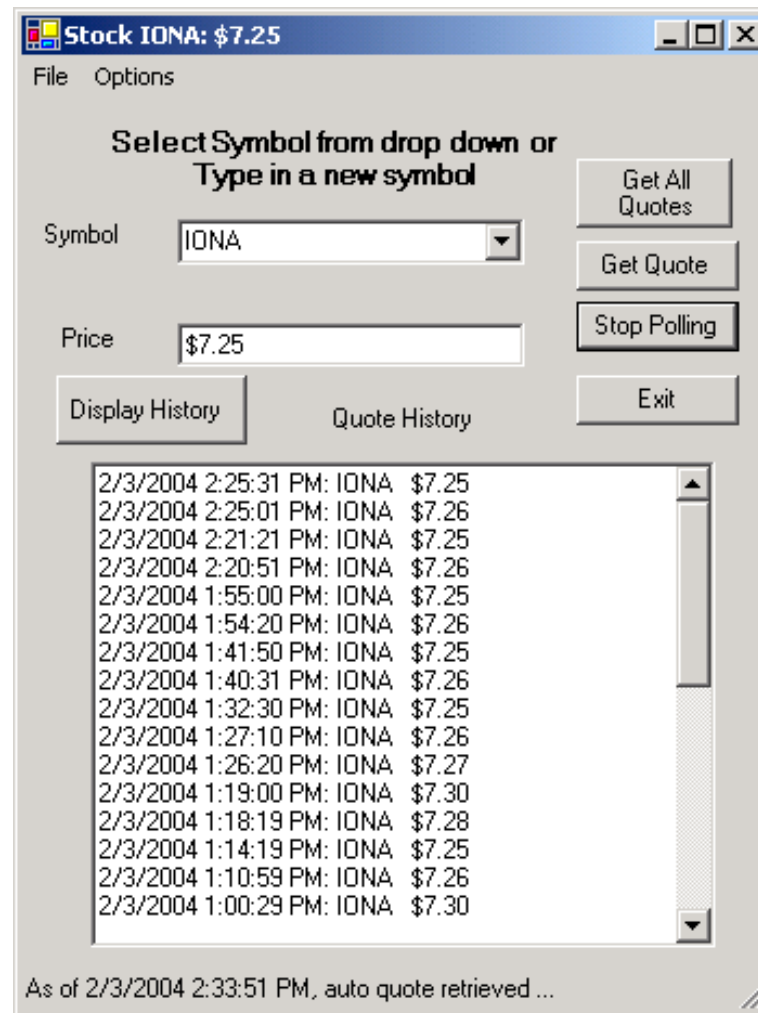 Stock IONA: $7.25
File Options
Select Symbol from drop down or
Type in a new symbol
Get All
Quotes
Symbol
IONA
Get Quote
Price
$7.25
Stop Polling
Display History
Quote History
Exit
2/3/2004 2:25:31 PM: IONA $7.25
2/3/2004 2:25:01 PM: IONA $7.26
2/3/2004 2:21:21 PM: IONA $7.25
2/3/2004 2:20:51 PM: IONA $7.26
2/3/2004 1:55:00 PM: IONA $7.25
2/3/2004 1:54:20 PM: IONA $7.26
2/3/2004 1:41:50 PM: IONA $7.25
2/3/2004 1:40:31 PM: IONA $7.26
2/3/2004 1:32:30 PM: IONA $7.25
2/3/2004 1:27:10 PM: IONA $7.26
2/3/2004 1:26:20 PM: IONA $7.27
2/3/2004 1:19:00 PM: IONA $7.30
2/3/2004 1:18:19 PM: IONA $7.28
2/3/2004 1:14:19 PM: IONA $7.25
2/3/2004 1:10:59 PM: IONA $7.26
2/3/2004 1:00:29 PM: IONA $7.30
As of 2/3/2004 2:33:51 PM, auto quote retrieved ...